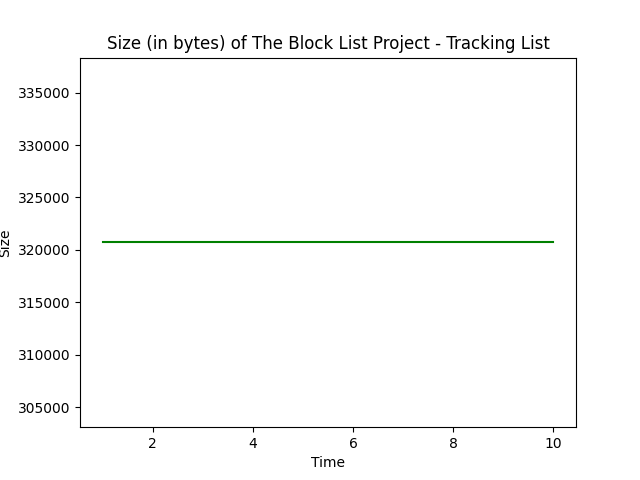 Size (in bytes) of The Block List Project - Tracking List
335000
330000
325000
320000
315000
310000
305000
Size
2 4 6 8 10
Time